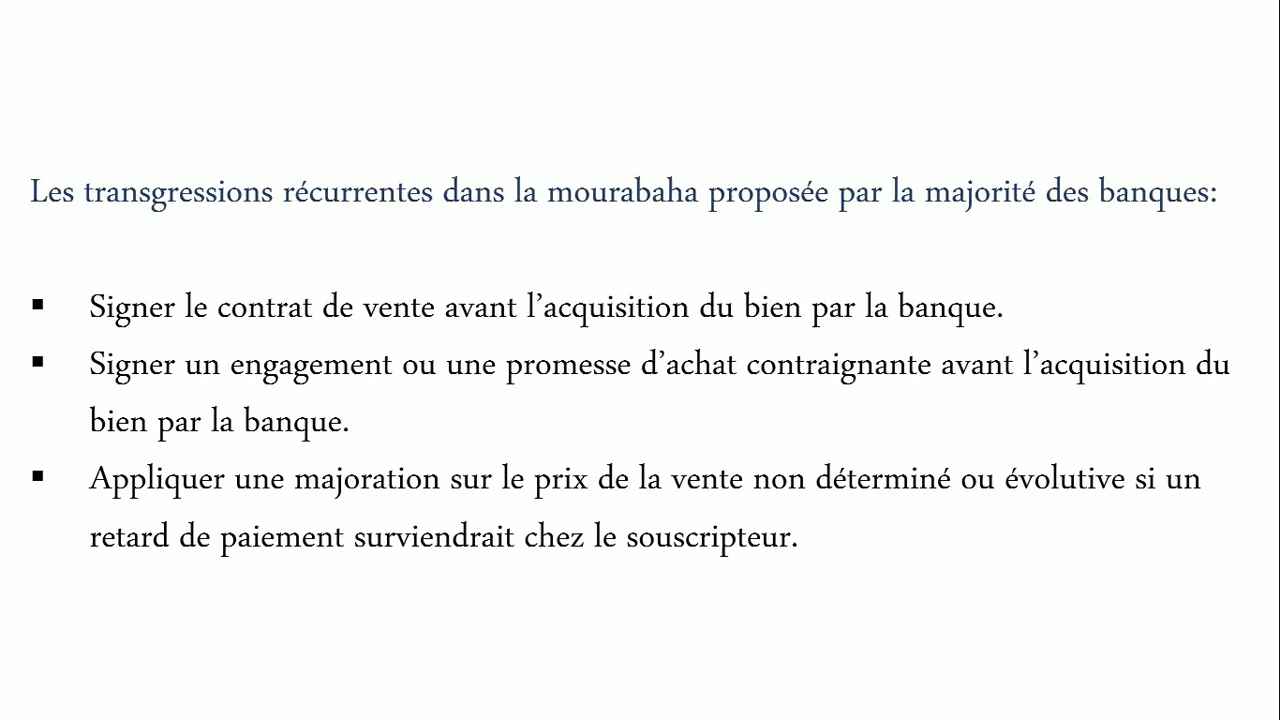 Les transgressions récurrentes dans la mourabaha proposée par la majorité des banques:
▪ Signer le contrat de vente avant l’acquisition du bien par la banque.
▪ Signer un engagement ou une promesse d’achat contraignante avant l’acquisition du
bien par la banque.
▪ Appliquer une majoration sur le prix de la vente non déterminé ou évolutive si un
retard de paiement surviendrait chez le souscripteur.